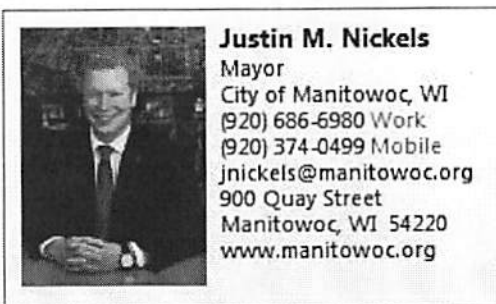 Justin M. Nickels
Mayor
City of Manitowoc, WI
(920) 686-6980 Work
(920) 374-0499 Mobile
jnickels@manitowoc.org
900 Quay Street
Manitowoc, WI 54220
www.manitowoc.org